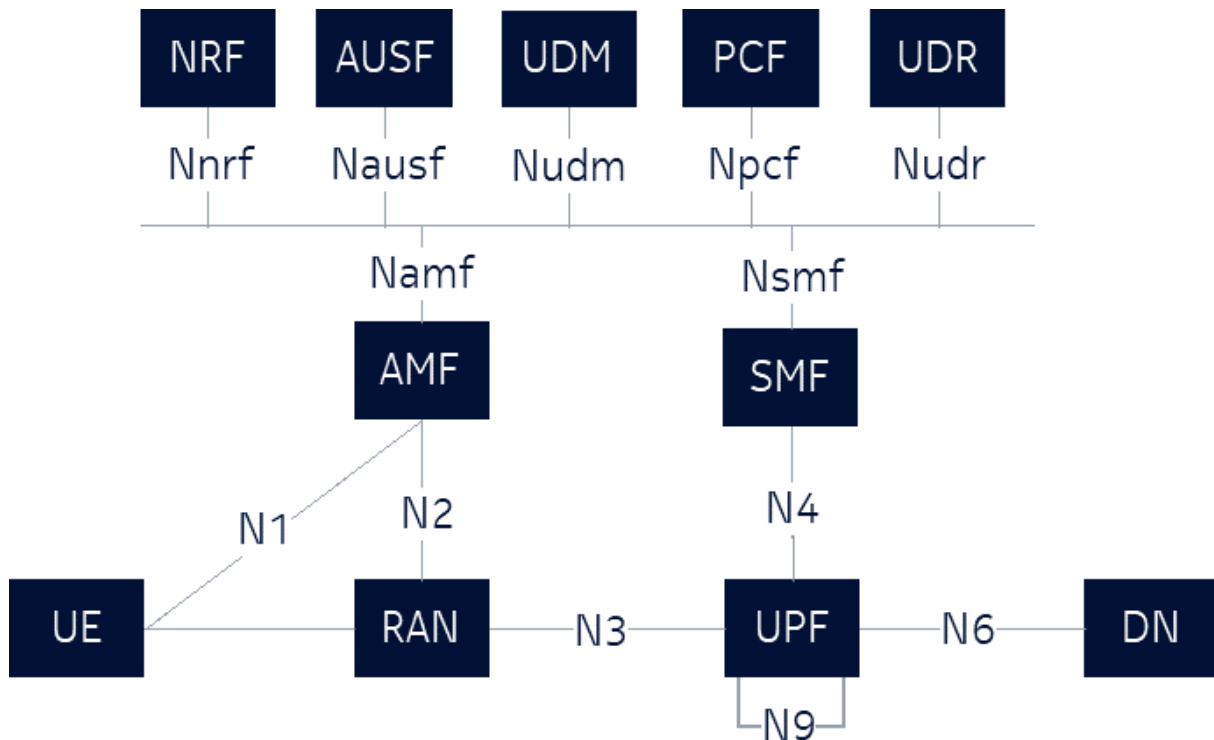 NRF AUSF UDM PCF UDR
Nnrf Nausf Nudm Npcf Nudr
Namf Nsmf
AMF SMF
N1 N2 N4
UE RAN N3 UPF N6 DN
N9